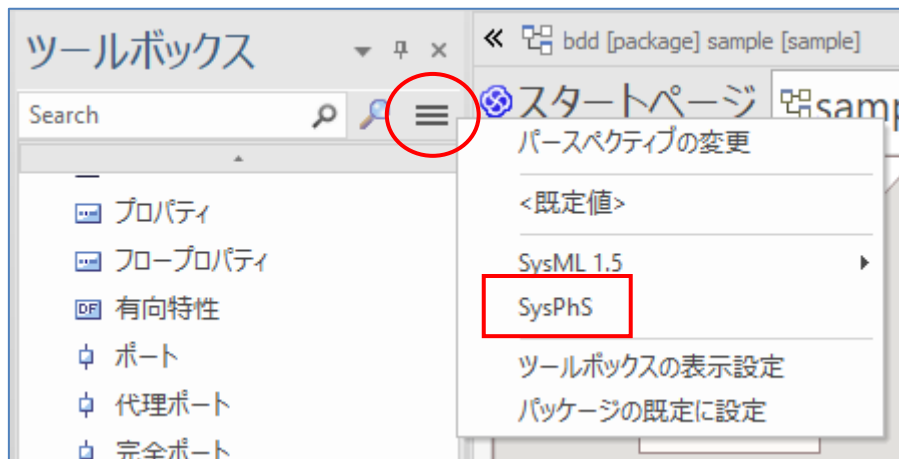 ツールボックス
« bdd [package] sample [sample]
Search
スタートページ
samp
パースペクティブの変更
<既定値>
SysML 1.5
SysPhS
ツールボックスの表示設定
パッケージの既定に設定
プロパティ
フロープロパティ
DF 有向特性
ポート
代理ポート
完全ポート